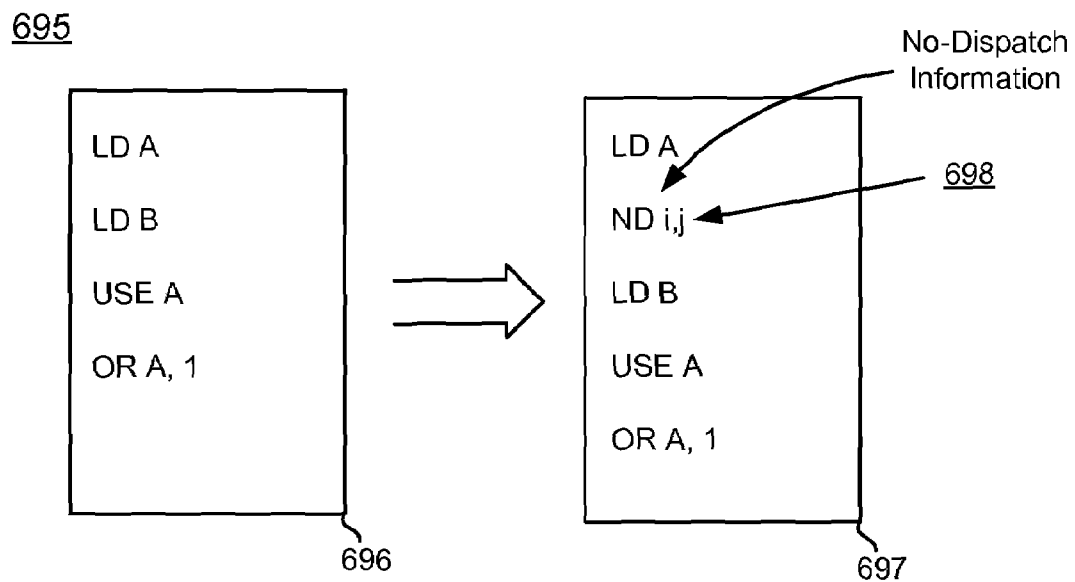 695
No-Dispatch
Information
LD A
LD B
USE A
OR A, 1
696
LD A
ND i,j
LD B
USE A
OR A, 1
697
698